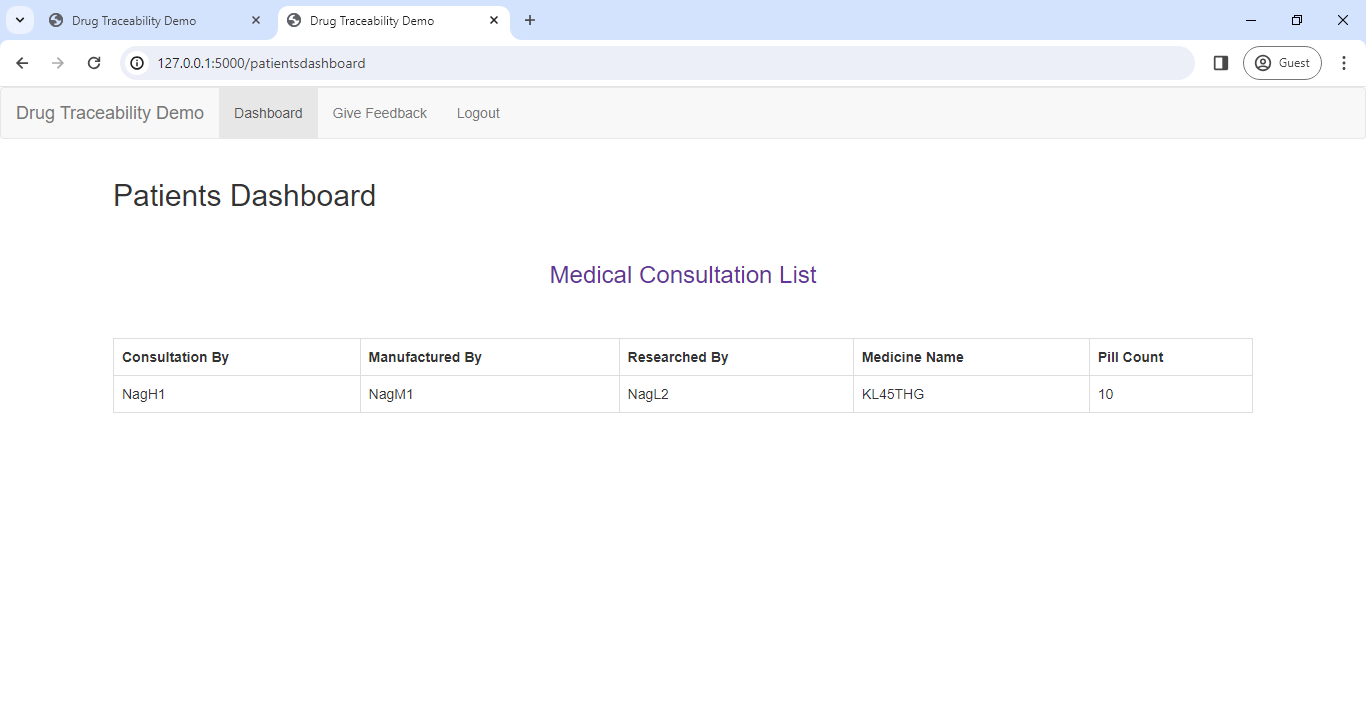 Drug Traceability Demo Drug Traceability Demo
127.0.0.1:5000/patientsdashboard Guest
Drug Traceability Demo Dashboard Give Feedback Logout
Patients Dashboard
Medical Consultation List
Consultation By Manufactured By Researched By Medicine Name Pill Count
NagH1 NagM1 NagL2 KL45THG 10